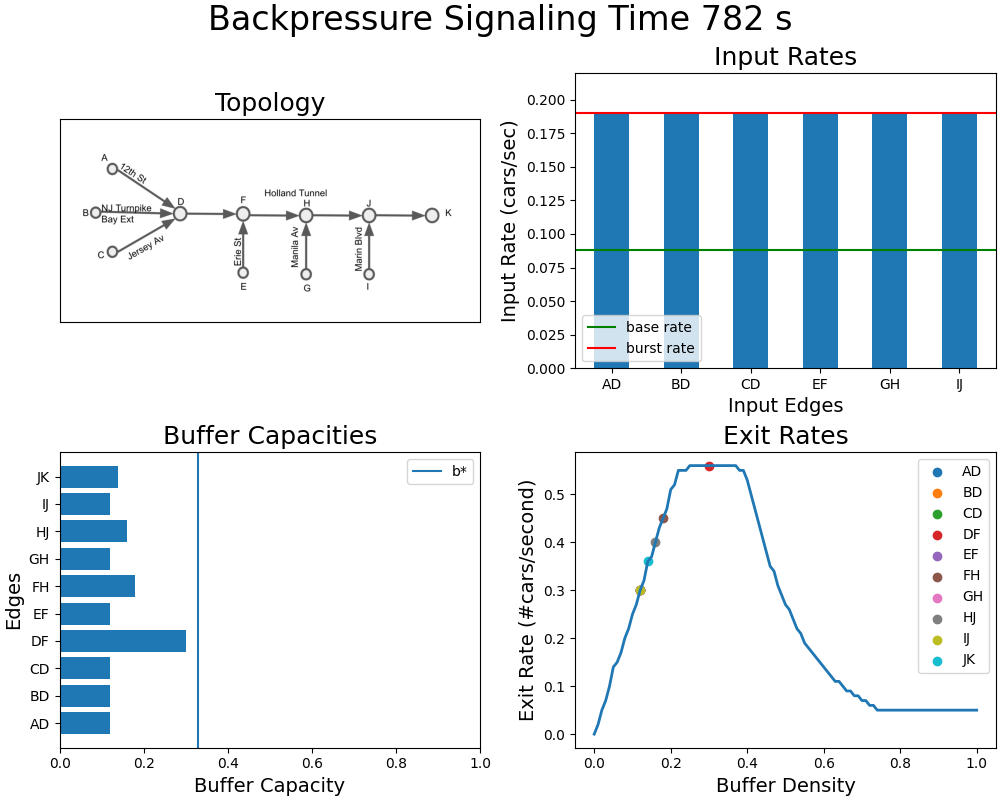 Backpressure Signaling Time 782 s
Topology
A
12th St
B
NJ Turnpike
Bay Ext
C
Jersey Av
D
F
Holland Tunnel
H
J
K
Erie St
Manila Av
Marin Blvd
E
G
I
Input Rates
Input Rate (cars/sec)
0.200
0.175
0.150
0.125
0.100
0.075
0.050
0.025
0.000
base rate
burst rate
AD BD CD EF GH IJ
Input Edges
Buffer Capacities
Edges
b*
JK
IJ
HJ
GH
FH
EF
DF
CD
BD
AD
0.0 0.2 0.4 0.6 0.8 1.0
Buffer Capacity
Exit Rates
Exit Rate (#cars/second)
0.5
0.4
0.3
0.2
0.1
0.0
AD
BD
CD
DF
EF
FH
GH
HJ
IJ
JK
0.0 0.2 0.4 0.6 0.8 1.0
Buffer Density